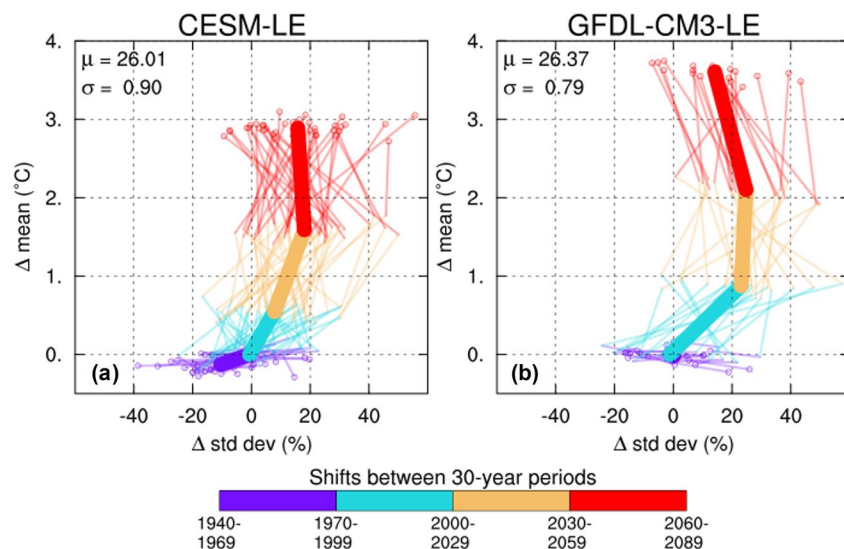 CESM-LE
GFDL-CM3-LE
4.
3.
2.
1.
0.
Δ mean (°C)
μ = 26.01
σ = 0.90
(a)
-40 -20 0 20 40
Δ std dev (%)
4.
3.
2.
1.
0.
Δ mean (°C)
μ = 26.37
σ = 0.79
(b)
-40 -20 0 20 40
Δ std dev (%)
Shifts between 30-year periods
1940- 1970- 2000- 2030- 2060-
1969 1999 2029 2059 2089